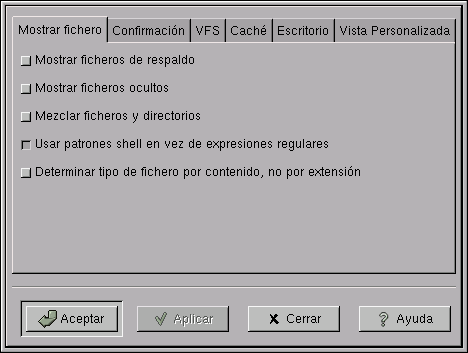 Mostrar fichero Confirmación VFS Caché Escritorio Vista Personalizada
Mostrar ficheros de respaldo
Mostrar ficheros ocultos
Mezclar ficheros y directorios
Usar patrones shell en vez de expresiones regulares
Determinar tipo de fichero por contenido, no por extensión
Aceptar Aplicar Cerrar Ayuda